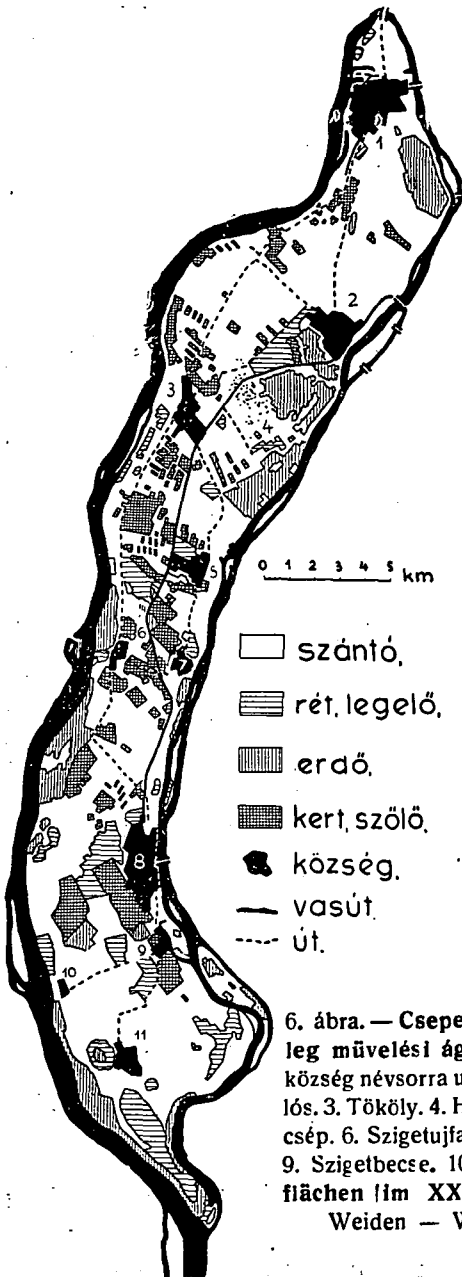 1
2
3
4
5
0 1 2 3 4 5 km
6
szántó,
rét, legelő,
erdő,
kert, szőlő,
8
község,
vasút
út.
9
10
11
6. ábra. — Csepe
leg művelési ág
község névsorra u
lós. 3. Tököly. 4. H
csép. 6. Szigetujfa
9. Szigetbecse. 10
flächen (im XX
Weiden — V